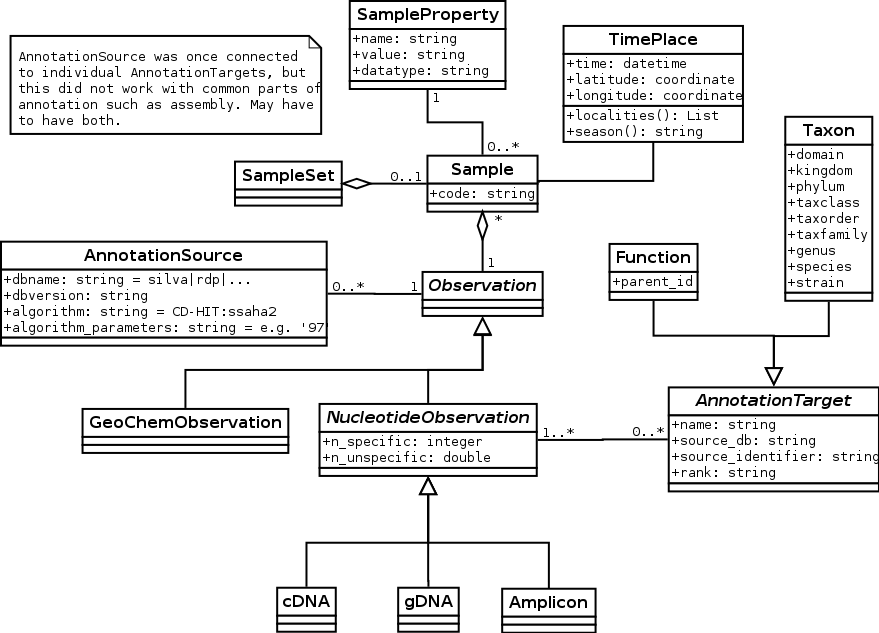 SampleProperty
+name: string
+value: string
+datatype: string
1
0..*
AnnotationSource was once connected
to individual AnnotationTargets, but
this did not work with common parts of
annotation such as assembly. May have
to have both.
TimePlace
+time: datetime
+latitude: coordinate
+longitude: coordinate
+localities(): List
+season(): string
Taxon
+domain
+kingdom
+phylum
+taxclass
+taxorder
+taxfamily
+genus
+species
+strain
SampleSet
0..1
Sample
+code: string
*
1
AnnotationSource
+dbname: string = silva|rdp|...
+dbversion: string
+algorithm: string = CD-HIT:ssaha2
+algorithm_parameters: string = e.g. '97'
0..*
1
Observation
Function
+parent_id
GeoChemObservation
NucleotideObservation
+n_specific: integer
+n_unspecific: double
1..*
0..*
AnnotationTarget
+name: string
+source_db: string
+source_identifier: string
+rank: string
cDNA
gDNA
Amplicon